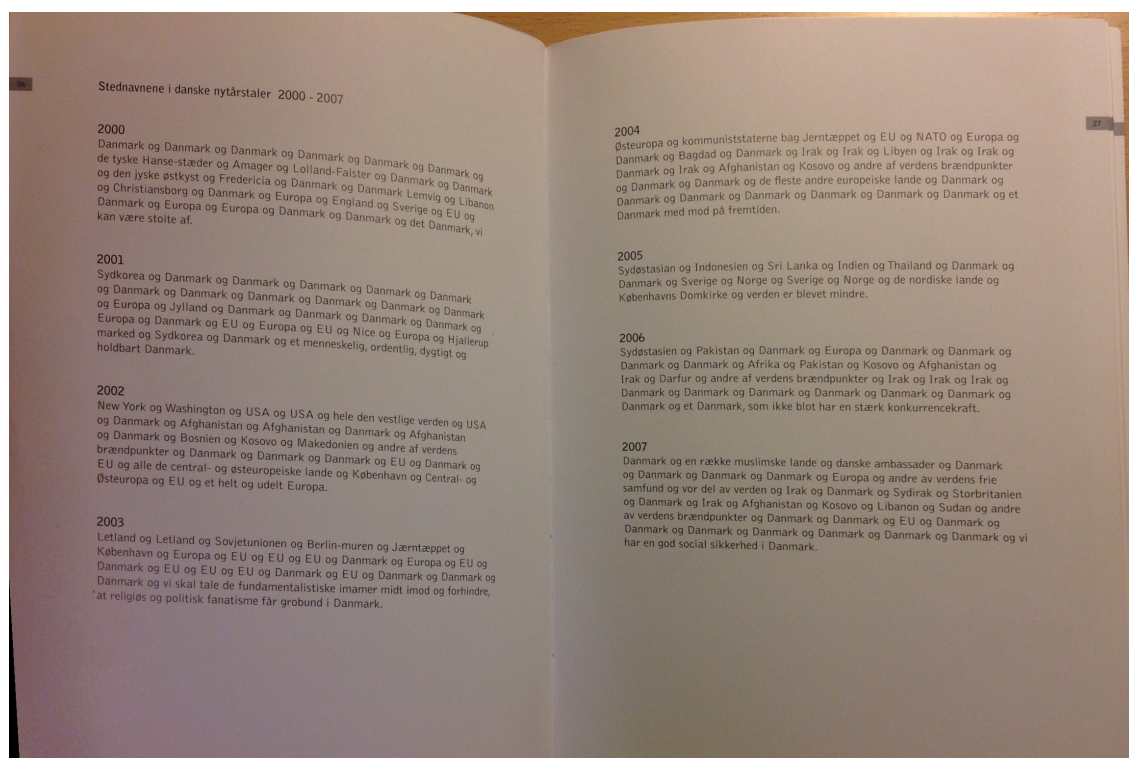 26
Stednavnene i danske nytårstaler 2000 - 2007
2000
Danmark og Danmark og Danmark og Danmark og Danmark og Danmark og
de tyske Hanse-stæder og Amager og Lolland-Falster og Danmark og Danmark
og den jyske østkyst og Fredericia og Danmark og Danmark Lemvig og Libanon
og Christiansborg og Danmark og Europa og England og Sverige og EU og
Danmark og Europa og Europa og Danmark og Danmark og det Danmark, vi
kan være stolte af.
2001
Sydkorea og Danmark og Danmark og Danmark og Danmark og Danmark
og Danmark og Danmark og Danmark og Danmark og Danmark og Danmark
og Europa og Jylland og Danmark og Danmark og Danmark og Danmark og
Europa og Danmark og EU og Europa og EU og Nice og Europa og Hjallerup
marked og Sydkorea og Danmark og et menneskelig, ordentlig, dygtigt og
holdbart Danmark.
2002
New York og Washington og USA og USA og hele den vestlige verden og USA
og Danmark og Afghanistan og Afghanistan og Danmark og Afghanistan
og Danmark og Bosnien og Kosovo og Makedonien og andre af verdens
brændpunkter og Danmark og Danmark og Danmark og EU og Danmark og
EU og alle de central- og østeuropeiske lande og København og Central- og
Østeuropa og EU og et helt og udelt Europa.
2003
Letland og Letland og Sovjetunionen og Berlin-muren og Jærntæppet og
København og Europa og EU og EU og EU og Danmark og Europa og EU og
Danmark og EU og EU og EU og Danmark og EU og Danmark og Danmark og
Danmark og vi skal tale de fundamentalistiske imamer midt imod og forhindre,
at religiøs og politisk fanatisme får grobund i Danmark.
27
2004
Østeuropa og kommuniststaterne bag Jerntæppet og EU og NATO og Europa og
Danmark og Bagdad og Danmark og Irak og Irak og Libyen og Irak og Irak og
Danmark og Irak og Afghanistan og Kosovo og andre af verdens brændpunkter
og Danmark og Danmark og de fleste andre europeiske lande og Danmark og
Danmark og Danmark og Danmark og Danmark og Danmark og Danmark og et
Danmark med mod på fremtiden.
2005
Sydøstasian og Indonesien og Sri Lanka og Indien og Thailand og Danmark og
Danmark og Sverige og Norge og Sverige og Norge og de nordiske lande og
Københavns Domkirke og verden er blevet mindre.
2006
Sydøstasien og Pakistan og Danmark og Europa og Danmark og Danmark og
Danmark og Danmark og Afrika og Pakistan og Kosovo og Afghanistan og
Irak og Darfur og andre af verdens brændpunkter og Irak og Irak og Irak og
Danmark og Danmark og Danmark og Danmark og Danmark og Danmark og
Danmark og et Danmark, som ikke blot har en stærk konkurrencekraft.
2007
Danmark og en række muslimske lande og danske ambassader og Danmark
og Danmark og Danmark og Danmark og Europa og andre av verdens frie
samfund og vor del av verden og Irak og Danmark og Sydirak og Storbritanien
og Danmark og Irak og Afghanistan og Kosovo og Libanon og Sudan og andre
av verdens brændpunkter og Danmark og Danmark og EU og Danmark og
Danmark og Danmark og Danmark og Danmark og Danmark og Danmark og vi
har en god social sikkerhed i Danmark.